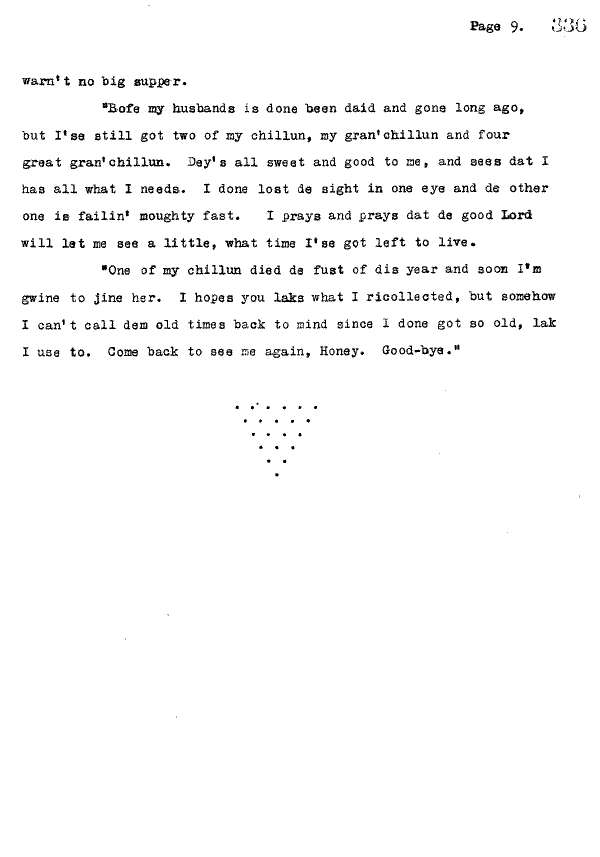 Page 9. 336
warn't no big supper.
"Bofe my husbands is done been daid and gone long ago,
but I'se still got two of my chillun, my gran'chillun and four
great gran'chillun. Dey's all sweet and good to me, and sees dat I
has all what I needs. I done lost de sight in one eye and de other
one is failin' moughty fast. I prays and prays dat de good Lord
will let me see a little, what time I'se got left to live.
"One of my chillun died de fust of dis year and soon I'm
gwine to jine her. I hopes you laks what I ricollected, but somehow
I can't call dem old times back to mind since I done got so old, lak
I use to. Come back to see me again, Honey. Good-bye."